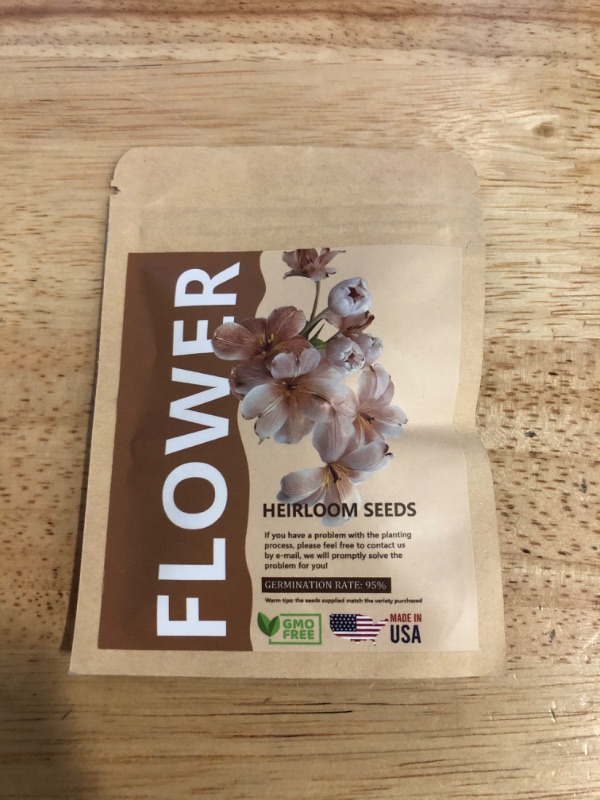 FLOWER
HEIRLOOM SEEDS
If you have a problem with the planting
process, please feel free to contact us
by e-mail, we will promptly solve the
problem for you!
GERMINATION RATE: 95%
Warm tips: the seeds supplied match the variety purchased
GMO
FREE
MADE IN
USA